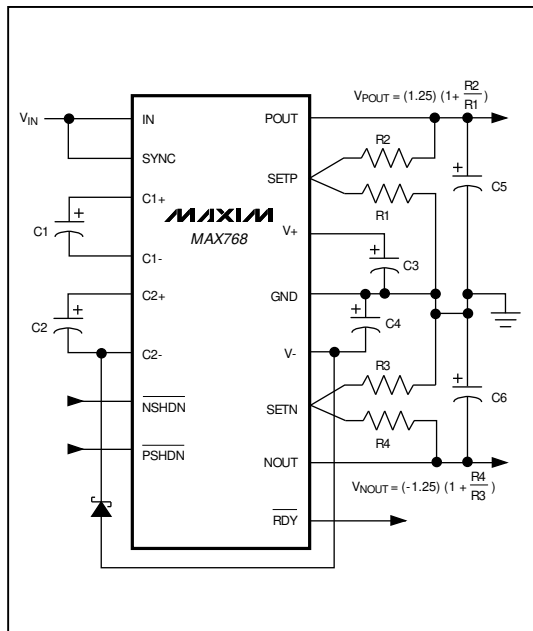 V_POUT = (1.25) (1+ R2/R1)
V_IN
IN
POUT
R2
SYNC
SETP
C1+
R1
C5
MAXIM
MAX768
V+
C1
C1-
C3
C2+
GND
C4
C2
C2-
V-
R3
NSHDN
SETN
C6
R4
PSHDN
NOUT
V_NOUT = (-1.25) (1 + R4/R3)
RDY
+
+
+
+
+
+